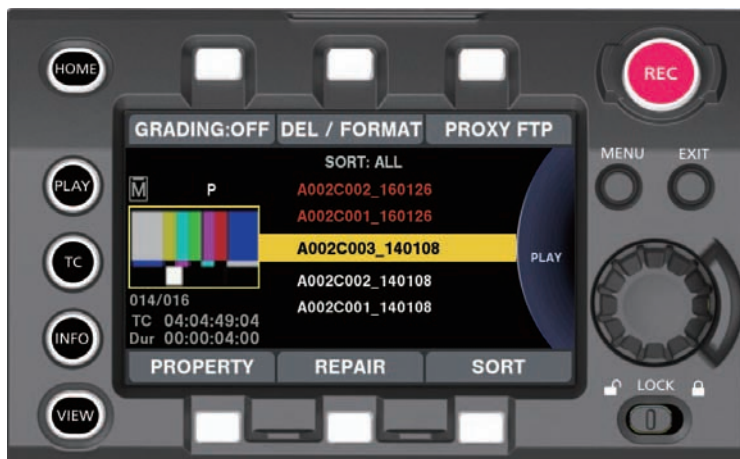 HOME
REC
GRADING:OFF DEL / FORMAT PROXY FTP
MENU EXIT
SORT: ALL
M P
A002C002_160126
PLAY
A002C001_160126
A002C003_140108
PLAY
TC
A002C002_140108
014/016
A002C001_140108
TC 04:04:49:04
INFO
Dur 00:00:04:00
PROPERTY REPAIR SORT
LOCK
VIEW